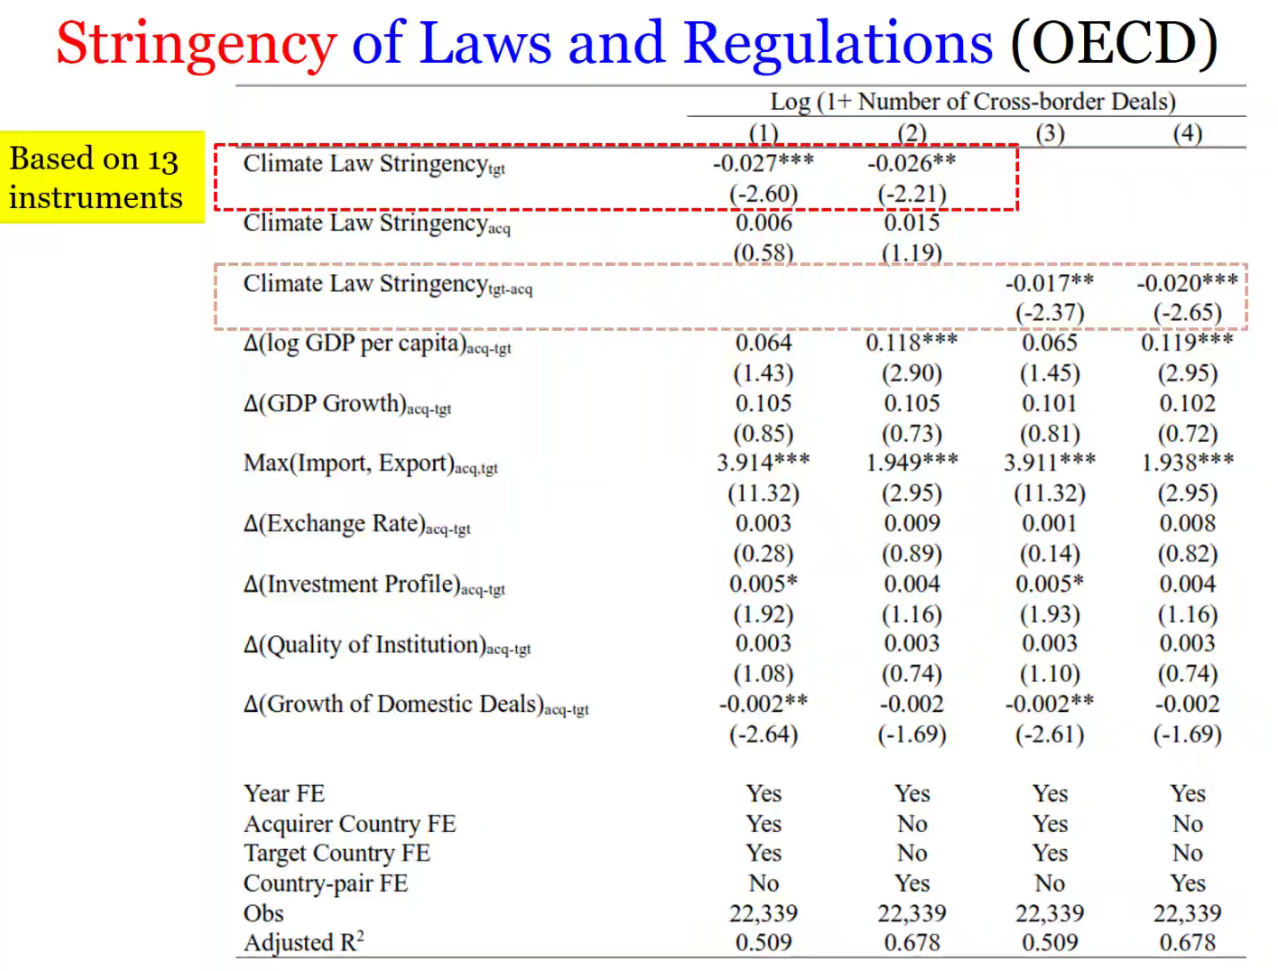 Stringency of Laws and Regulations (OECD)
Based on 13
instruments
Log (1+ Number of Cross-border Deals)
(1) (2) (3) (4)
Climate Law Stringency tgt -0.027*** -0.026**
(-2.60) (-2.21)
Climate Law Stringency acq 0.006 0.015
(0.58) (1.19)
Climate Law Stringency tgt-acq -0.017** -0.020***
(-2.37) (-2.65)
Δ(log GDP per capita)acq-tgt 0.064 0.118*** 0.065 0.119***
(1.43) (2.90) (1.45) (2.95)
Δ(GDP Growth)acq-tgt 0.105 0.105 0.101 0.102
(0.85) (0.73) (0.81) (0.72)
Max(Import, Export)acq,tgt 3.914*** 1.949*** 3.911*** 1.938***
(11.32) (2.95) (11.32) (2.95)
Δ(Exchange Rate)acq-tgt 0.003 0.009 0.001 0.008
(0.28) (0.89) (0.14) (0.82)
Δ(Investment Profile)acq-tgt 0.005* 0.004 0.005* 0.004
(1.92) (1.16) (1.93) (1.16)
Δ(Quality of Institution)acq-tgt 0.003 0.003 0.003 0.003
(1.08) (0.74) (1.10) (0.74)
Δ(Growth of Domestic Deals)acq-tgt -0.002** -0.002 -0.002** -0.002
(-2.64) (-1.69) (-2.61) (-1.69)
Year FE Yes Yes Yes Yes
Acquirer Country FE Yes No Yes No
Target Country FE Yes No Yes No
Country-pair FE No Yes No Yes
Obs 22,339 22,339 22,339 22,339
Adjusted R² 0.509 0.678 0.509 0.678